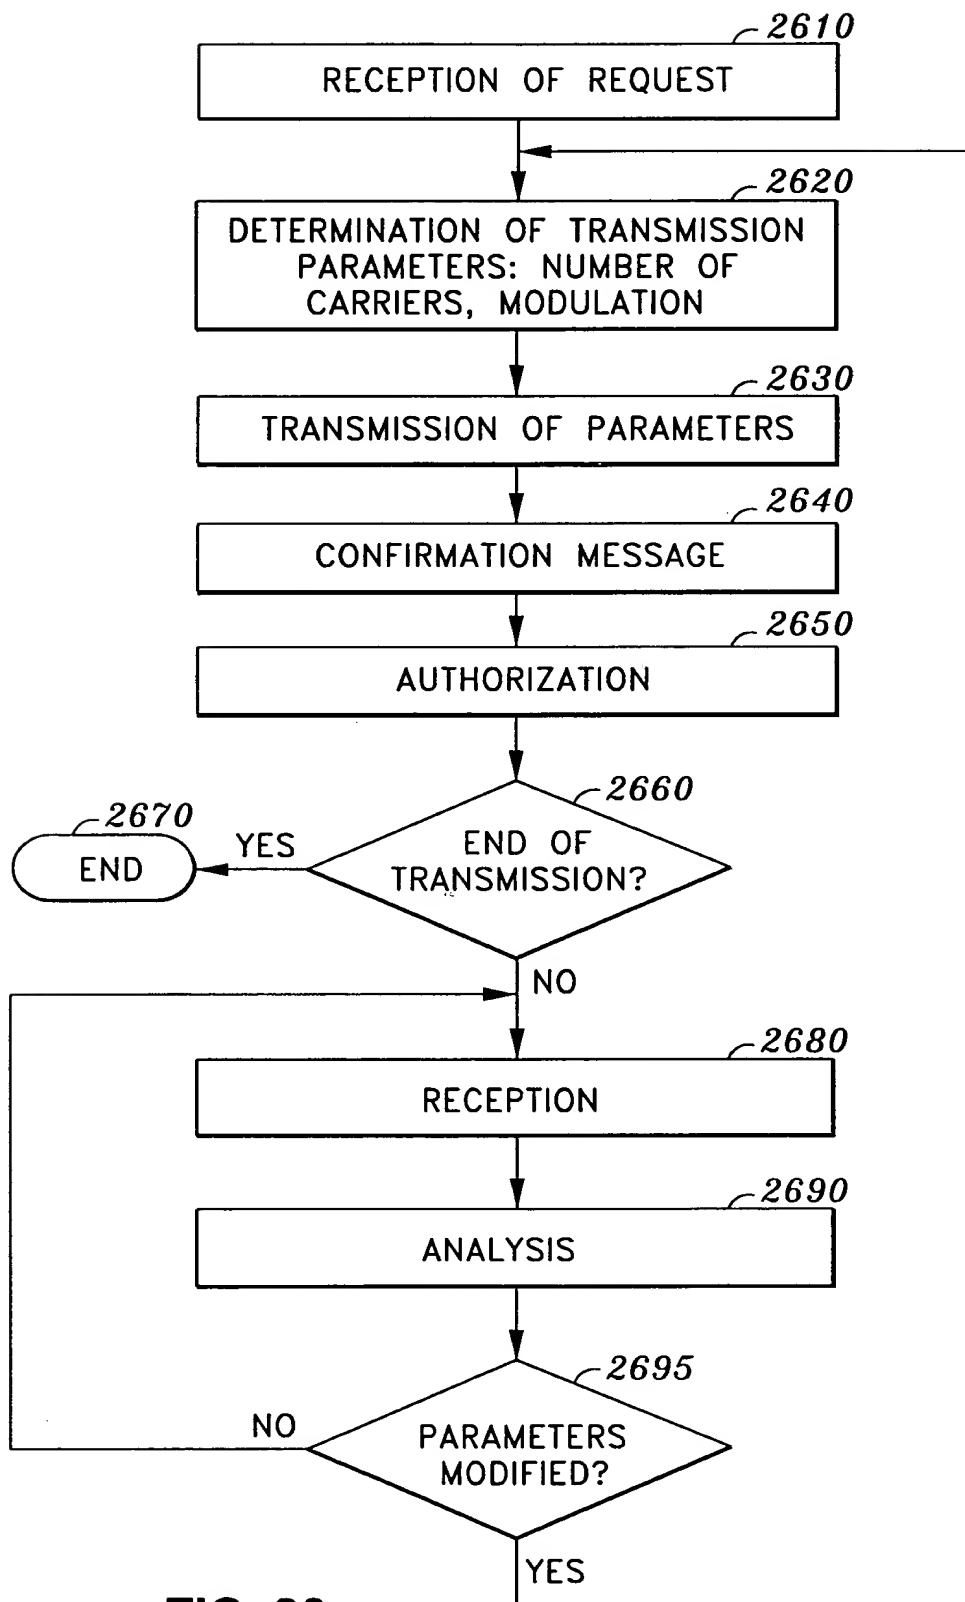 2610
RECEPTION OF REQUEST
2620
DETERMINATION OF TRANSMISSION
PARAMETERS: NUMBER OF
CARRIERS, MODULATION
2630
TRANSMISSION OF PARAMETERS
2640
CONFIRMATION MESSAGE
2650
AUTHORIZATION
2660
END OF
TRANSMISSION?
YES
2670
END
NO
2680
RECEPTION
2690
ANALYSIS
2695
PARAMETERS
MODIFIED?
NO
YES